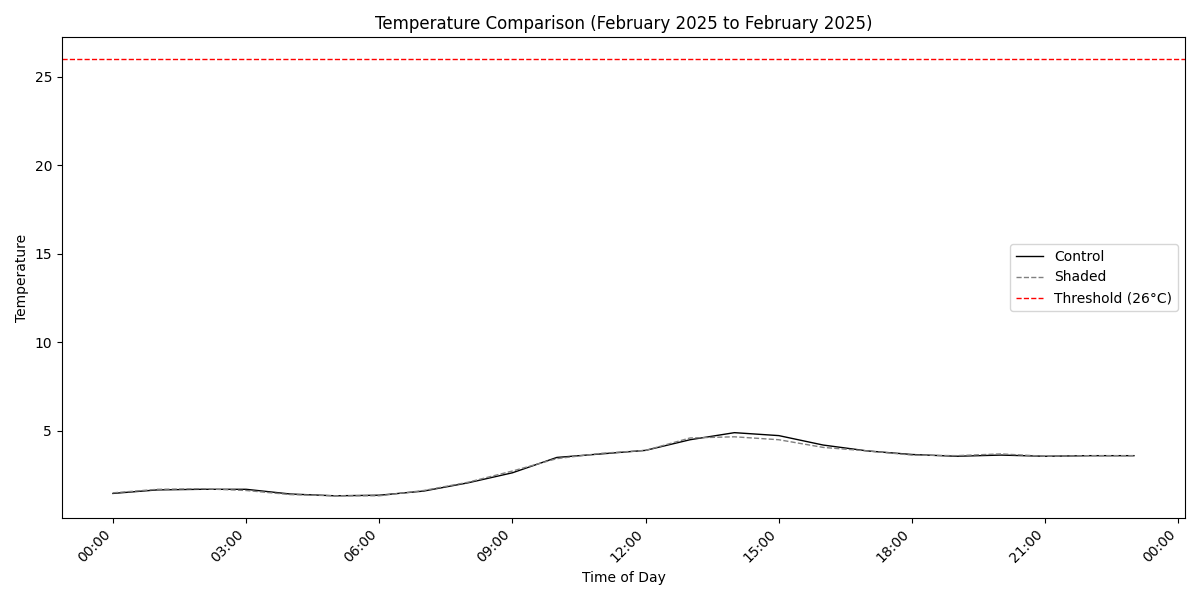 Temperature Comparison (February 2025 to February 2025)
25
20
15
10
5
Temperature
Control
Shaded
Threshold (26°C)
00:00
03:00
06:00
09:00
12:00
15:00
18:00
21:00
00:00
Time of Day